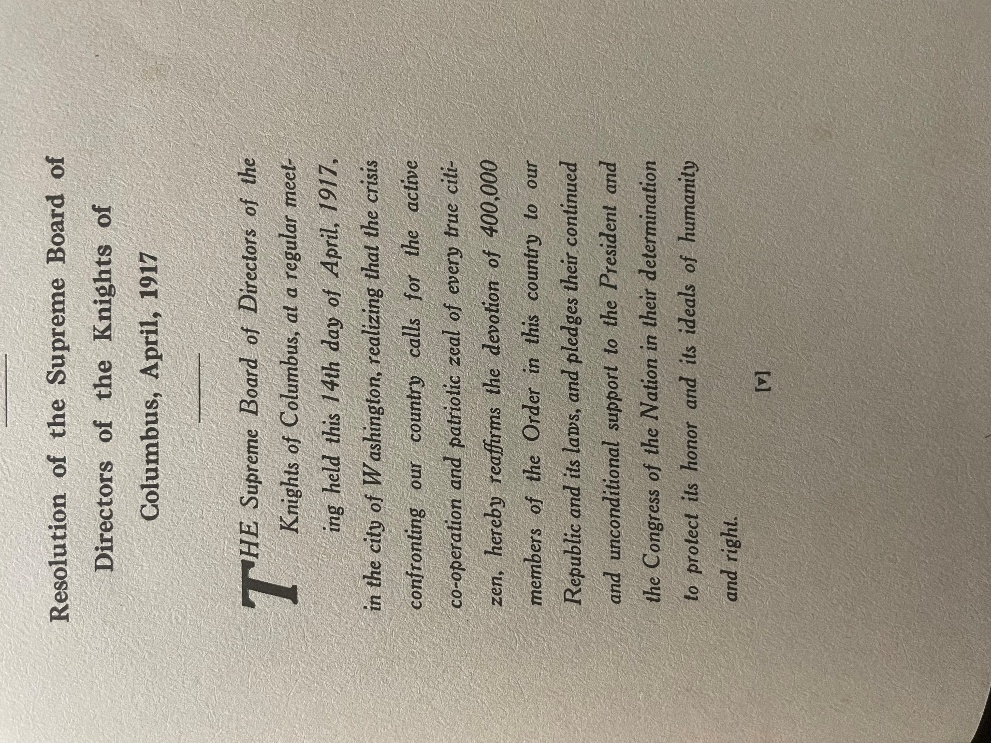 Resolution of the Supreme Board of
Directors of the Knights of
Columbus, April, 1917
THE Supreme Board of Directors of the
Knights of Columbus, at a regular meet-
ing held this 14th day of April, 1917,
in the city of Washington, realizing that the crisis
confronting our country calls for the active
co-operation and patriotic zeal of every true citi-
zen, hereby reaffirms the devotion of 400,000
members of the Order in this country to our
Republic and its laws, and pledges their continued
and unconditional support to the President and
the Congress of the Nation in their determination
to protect its honor and its ideals of humanity
and right.
[v]